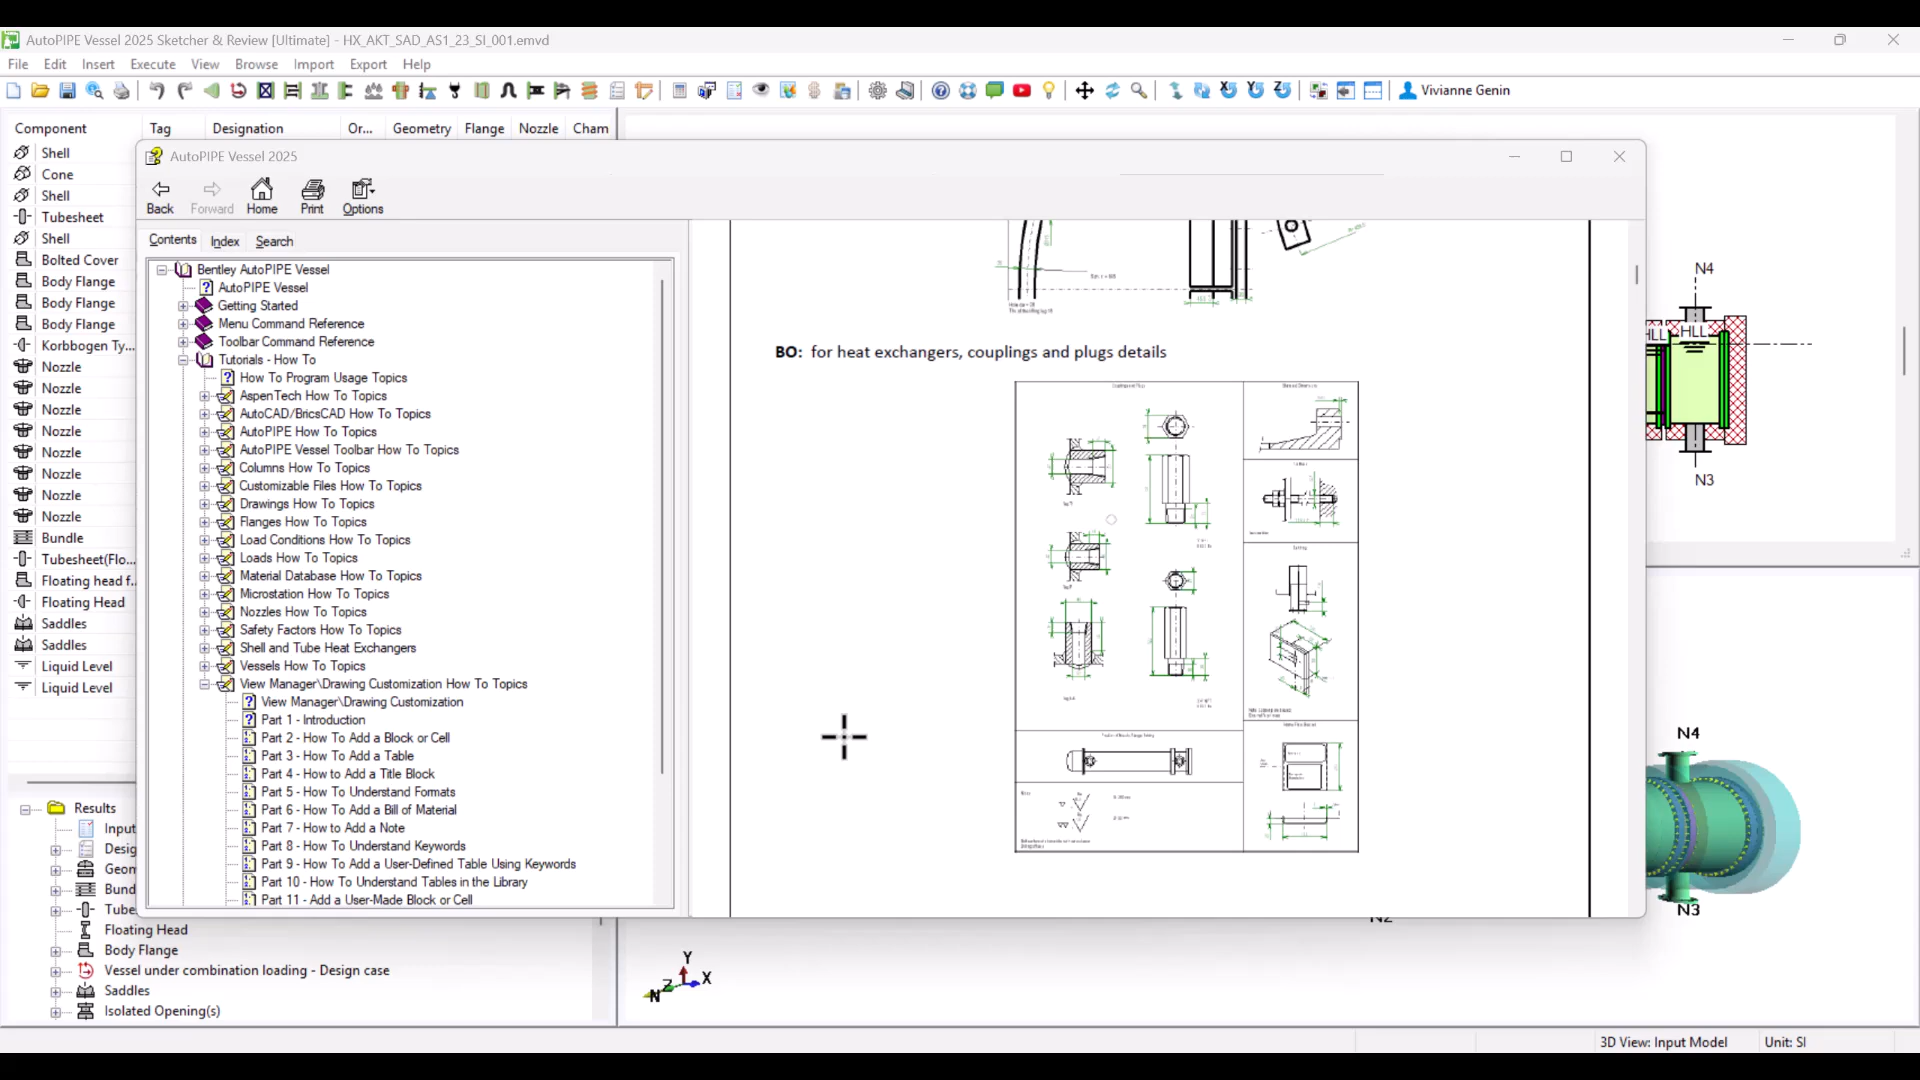 AutoPIPE Vessel 2025 Sketcher & Review [Ultimate] - HX_AKT_SAD_AS1_23_SI_001.emvd
File Edit Insert Execute View Browse Import Export Help
Vivianne Genin
Component Tag Designation Or... Geometry Flange Nozzle Cham
Shell
Cone
Shell
Tubesheet
Shell
Bolted Cover
Body Flange
Body Flange
Body Flange
Korbbogen Ty...
Nozzle
Nozzle
Nozzle
Nozzle
Nozzle
Nozzle
Nozzle
Nozzle
Bundle
Tubesheet(Flo...
Floating head f...
Floating Head
Saddles
Saddles
Liquid Level
Liquid Level
Results
Input
Desig
Geon
Bund
Tube
Floating Head
Body Flange
Vessel under combination loading - Design case
Saddles
Isolated Opening(s)
AutoPIPE Vessel 2025
Back Forward Home Print Options
Contents Index Search
Bentley AutoPIPE Vessel
AutoPIPE Vessel
Getting Started
Menu Command Reference
Toolbar Command Reference
Tutorials - How To
How To Program Usage Topics
AspenTech How To Topics
AutoCAD/BricsCAD How To Topics
AutoPIPE How To Topics
AutoPIPE Vessel Toolbar How To Topics
Columns How To Topics
Customizable Files How To Topics
Drawings How To Topics
Flanges How To Topics
Load Conditions How To Topics
Loads How To Topics
Material Database How To Topics
Microstation How To Topics
Nozzles How To Topics
Safety Factors How To Topics
Shell and Tube Heat Exchangers
Vessels How To Topics
View Manager\Drawing Customization How To Topics
View Manager\Drawing Customization
Part 1 - Introduction
Part 2 - How To Add a Block or Cell
Part 3 - How To Add a Table
Part 4 - How to Add a Title Block
Part 5 - How To Understand Formats
Part 6 - How To Add a Bill of Material
Part 7 - How to Add a Note
Part 8 - How To Understand Keywords
Part 9 - How To Add a User-Defined Table Using Keywords
Part 10 - How To Understand Tables in the Library
Part 11 - Add a User-Made Block or Cell
BO: for heat exchangers, couplings and plugs details
N4
HLL HLL
N3
N4
N3
N2
Y
Z X
N
3D View: Input Model Unit: SI